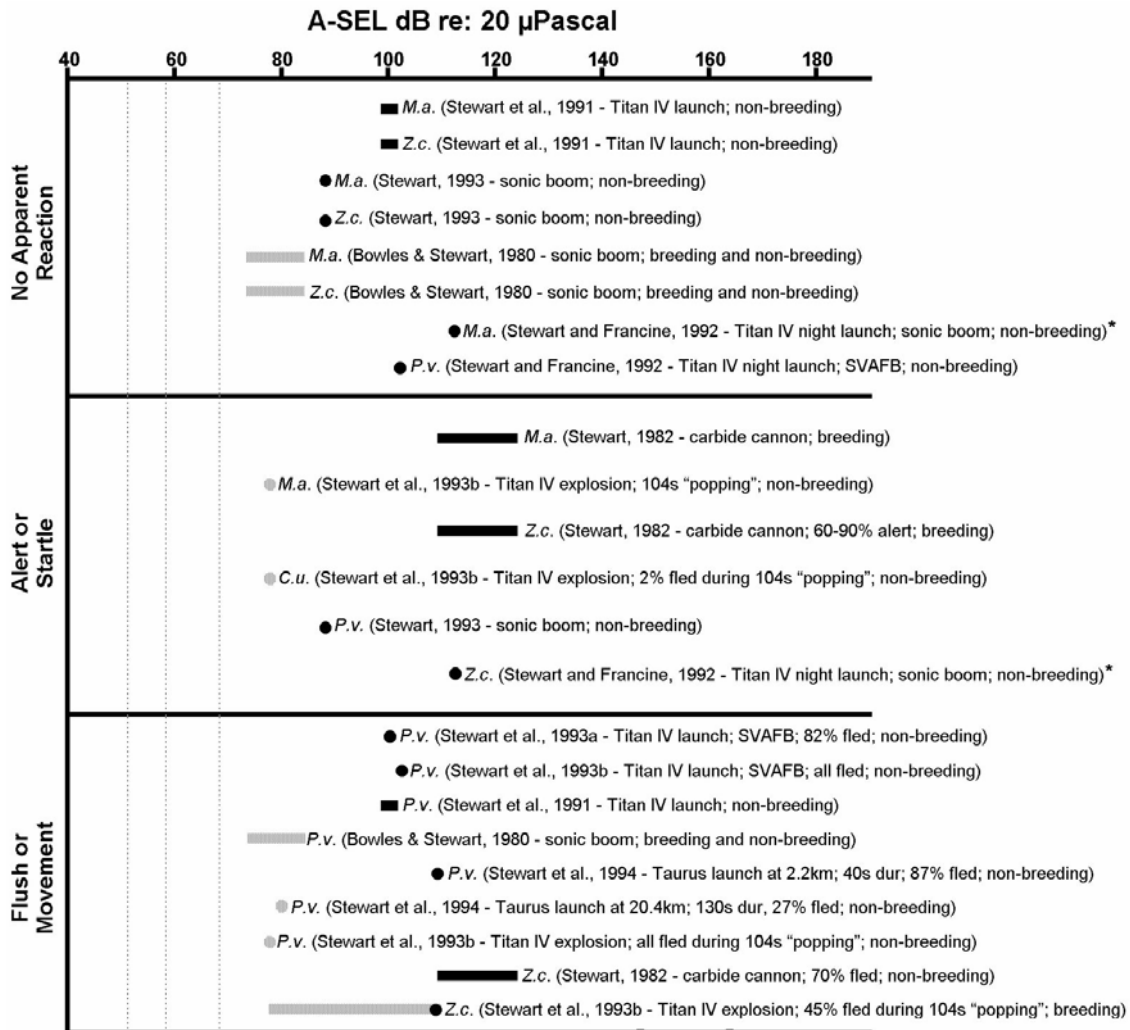 A-SEL dB re: 20 µPascal
40 60 80 100 120 140 160 180
No Apparent
Reaction
M.a. (Stewart et al., 1991 - Titan IV launch; non-breeding)
Z.c. (Stewart et al., 1991 - Titan IV launch; non-breeding)
M.a. (Stewart, 1993 - sonic boom; non-breeding)
Z.c. (Stewart, 1993 - sonic boom; non-breeding)
M.a. (Bowles & Stewart, 1980 - sonic boom; breeding and non-breeding)
Z.c. (Bowles & Stewart, 1980 - sonic boom; breeding and non-breeding)
M.a. (Stewart and Francine, 1992 - Titan IV night launch; sonic boom; non-breeding)*
P.v. (Stewart and Francine, 1992 - Titan IV night launch; SVAFB; non-breeding)
Alert or
Startle
M.a. (Stewart, 1982 - carbide cannon; breeding)
M.a. (Stewart et al., 1993b - Titan IV explosion; 104s “popping”; non-breeding)
Z.c. (Stewart, 1982 - carbide cannon; 60-90% alert; breeding)
C.u. (Stewart et al., 1993b - Titan IV explosion; 2% fled during 104s “popping”; non-breeding)
P.v. (Stewart, 1993 - sonic boom; non-breeding)
Z.c. (Stewart and Francine, 1992 - Titan IV night launch; sonic boom; non-breeding)*
Flush or
Movement
P.v. (Stewart et al., 1993a - Titan IV launch; SVAFB; 82% fled; non-breeding)
P.v. (Stewart et al., 1993b - Titan IV launch; SVAFB; all fled; non-breeding)
P.v. (Stewart et al., 1991 - Titan IV launch; non-breeding)
P.v. (Bowles & Stewart, 1980 - sonic boom; breeding and non-breeding)
P.v. (Stewart et al., 1994 - Taurus launch at 2.2km; 40s dur; 87% fled; non-breeding)
P.v. (Stewart et al., 1994 - Taurus launch at 20.4km; 130s dur, 27% fled; non-breeding)
P.v. (Stewart et al., 1993b - Titan IV explosion; all fled during 104s “popping”; non-breeding)
Z.c. (Stewart, 1982 - carbide cannon; 70% fled; non-breeding)
Z.c. (Stewart et al., 1993b - Titan IV explosion; 45% fled during 104s “popping”; breeding)